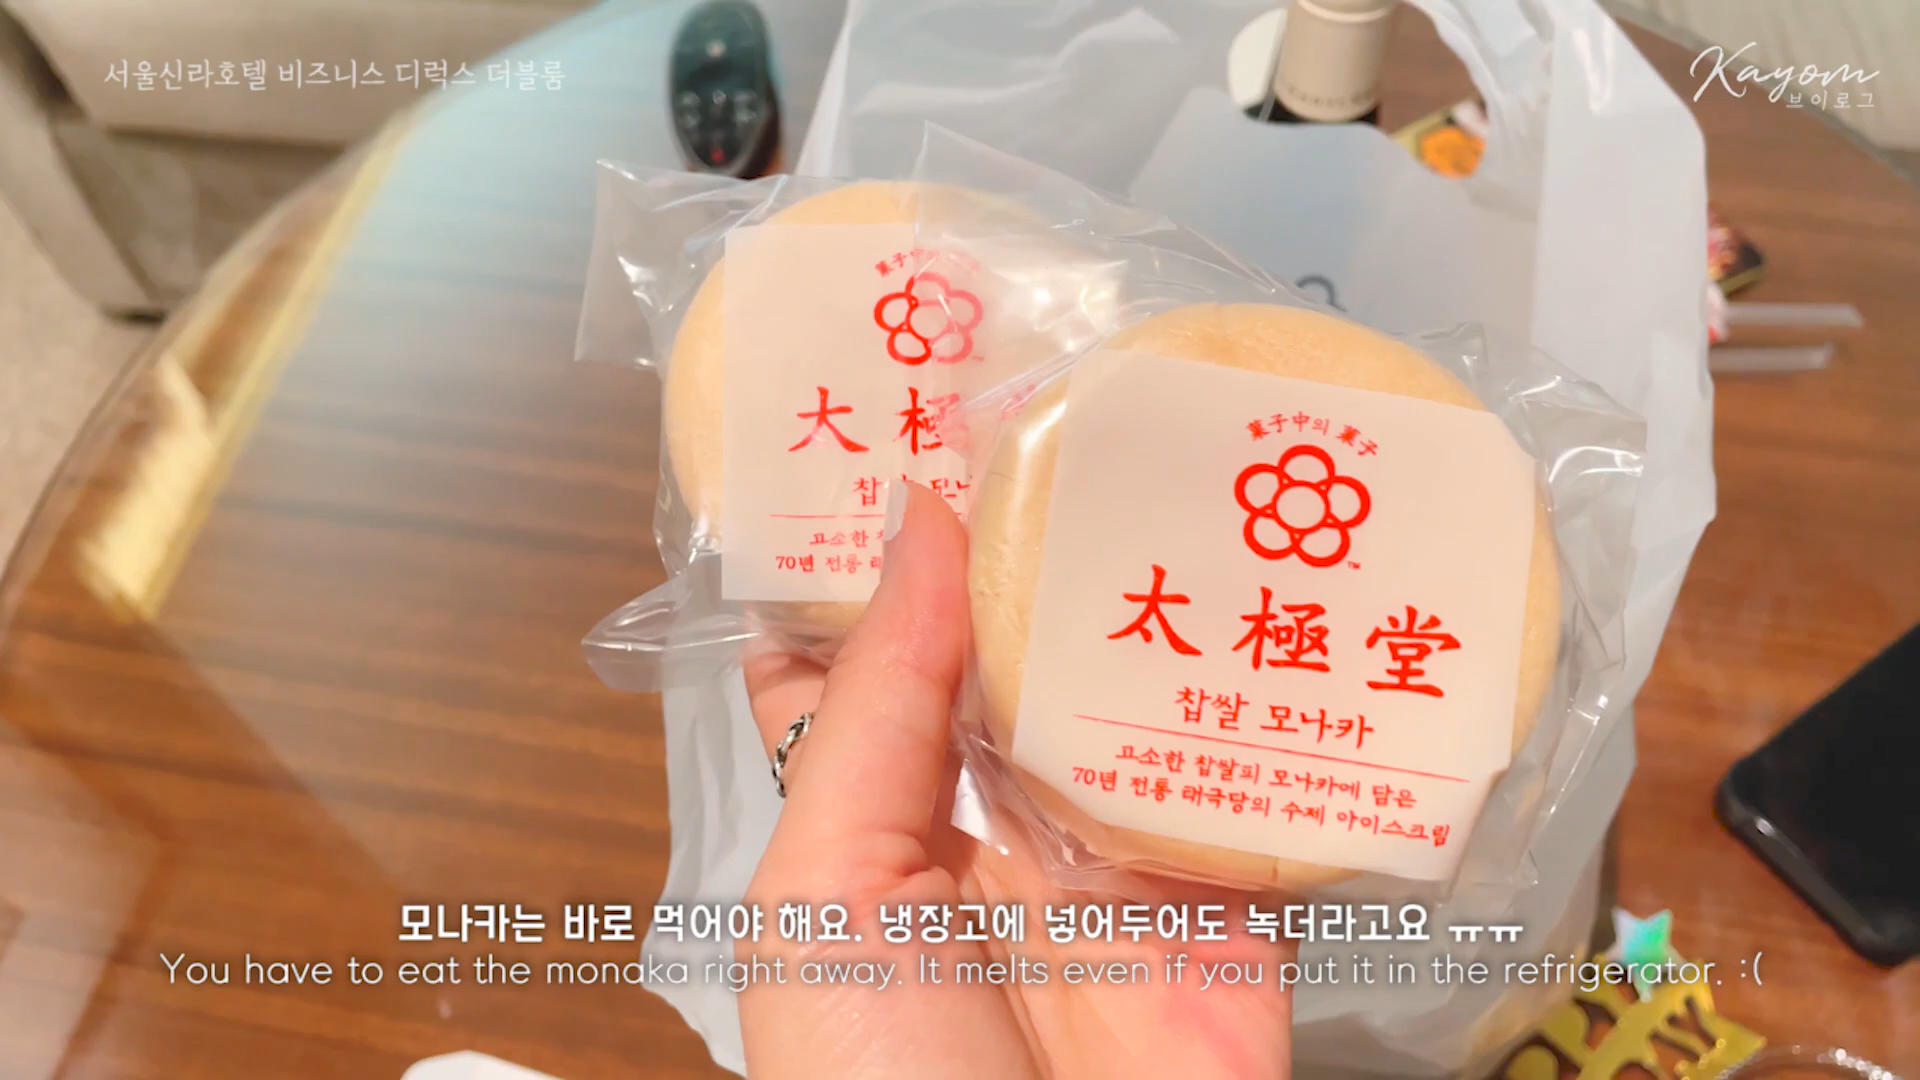 서울신라호텔 비즈니스 디럭스 더블룸
Kayom
브이로그
菓子中
太極
찹
고소한
70년 전통
菓子中의 菓子
太極堂
찹쌀 모나카
고소한 찹쌀피 모나카에 담은
70년 전통 태극당의 수제 아이스크림
모나카는 바로 먹어야 해요. 냉장고에 넣어두어도 녹더라고요 ㅠㅠ
You have to eat the monaka right away. It melts even if you put it in the refrigerator. :(